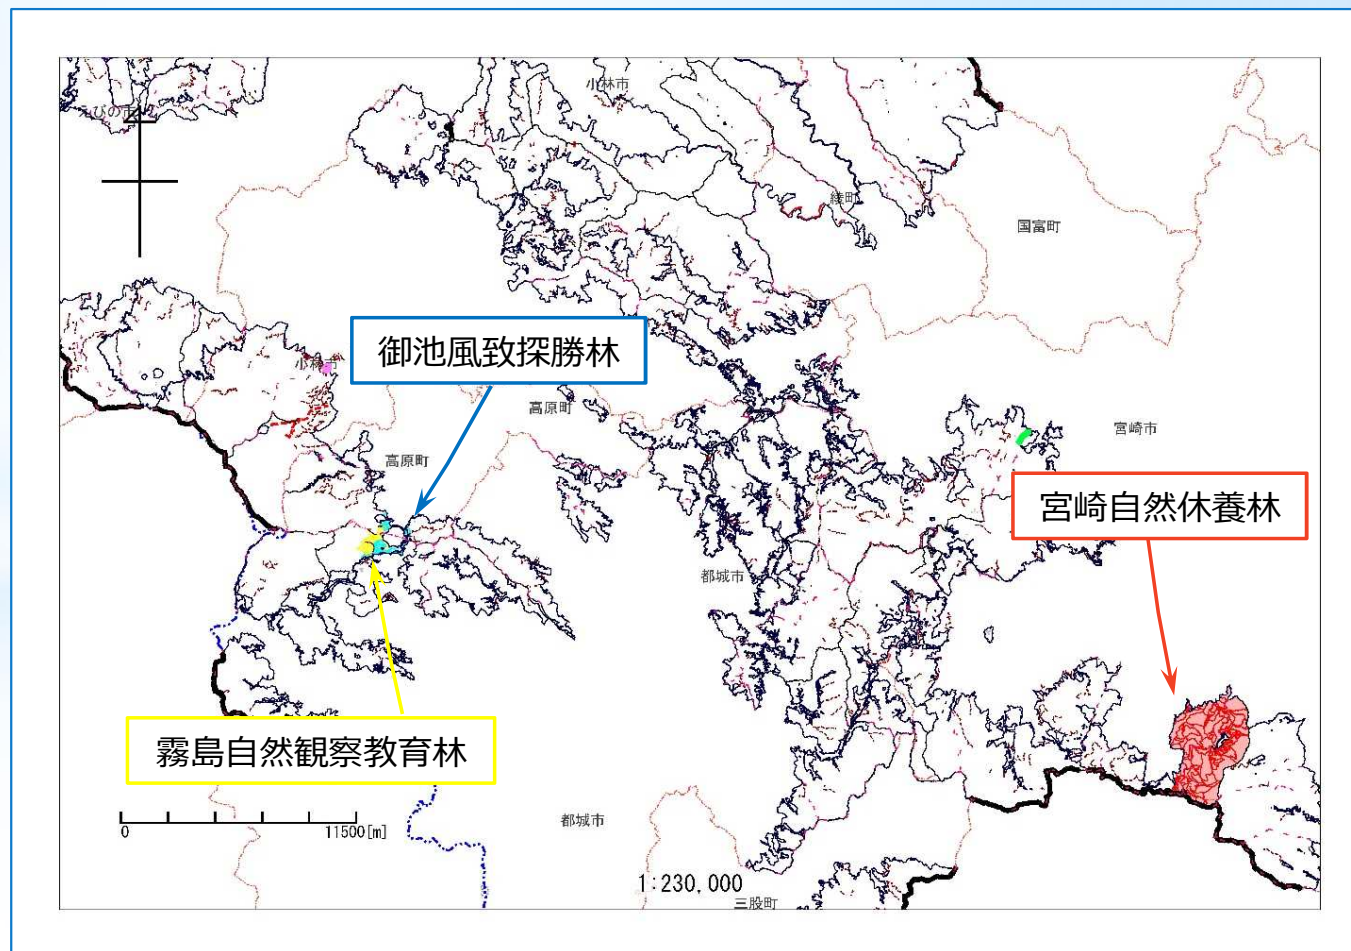 小林市
びの市
綾町
国富町
御池風致探勝林
小林市
高原町
宮崎市
高原町
宮崎自然休養林
都城市
霧島自然観察教育林
都城市
0 11500[m]
1:230,000
三股町